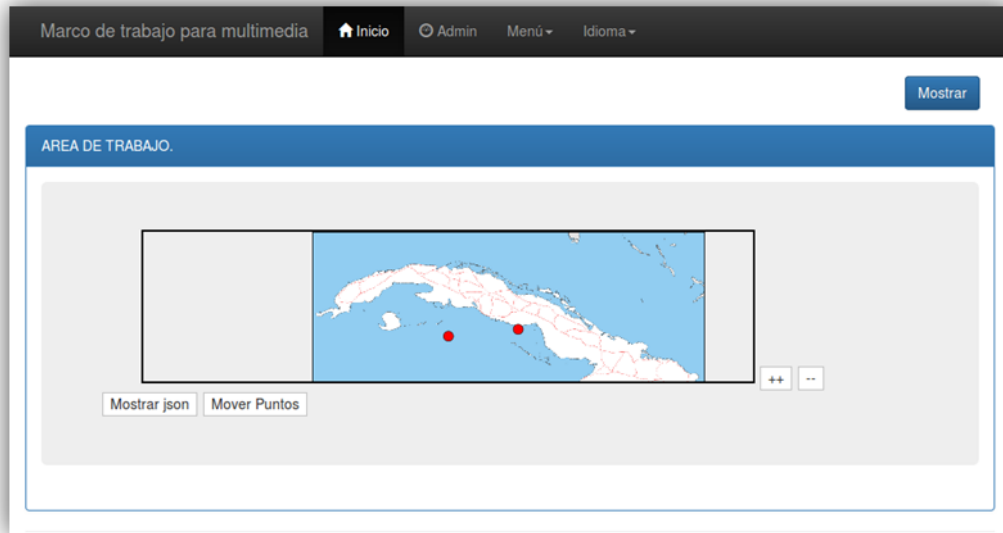 Marco de trabajo para multimedia Inicio Admin Menú Idioma
Mostrar
AREA DE TRABAJO.
++ --
Mostrar json Mover Puntos